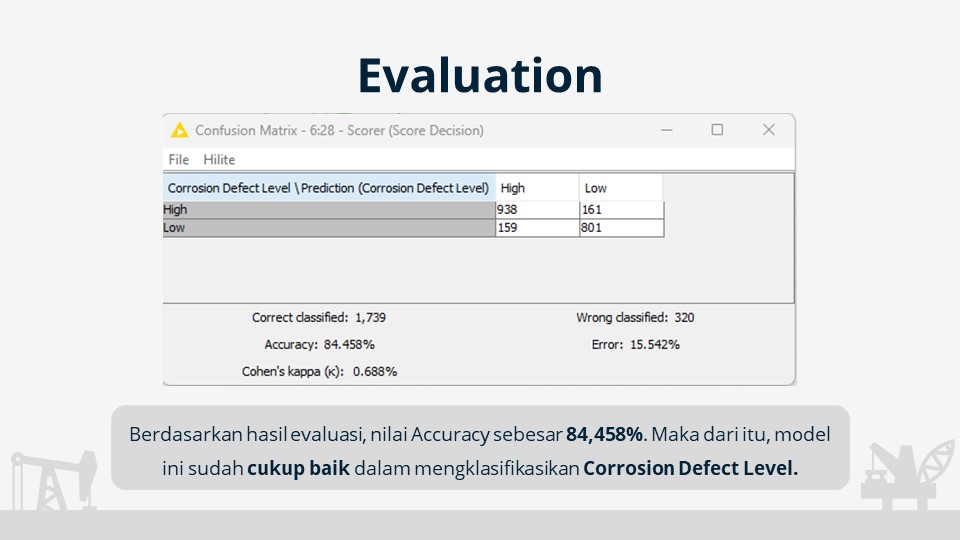 Evaluation
Confusion Matrix - 6:28 - Scorer (Score Decision)
File Hilite
Corrosion Defect Level \ Prediction (Corrosion Defect Level) High Low
High 938 161
Low 159 801
Correct classified: 1,739 Wrong classified: 320
Accuracy: 84.458% Error: 15.542%
Cohen's kappa (κ): 0.688%
Berdasarkan hasil evaluasi, nilai Accuracy sebesar 84,458%. Maka dari itu, model
ini sudah cukup baik dalam mengklasifikasikan Corrosion Defect Level.